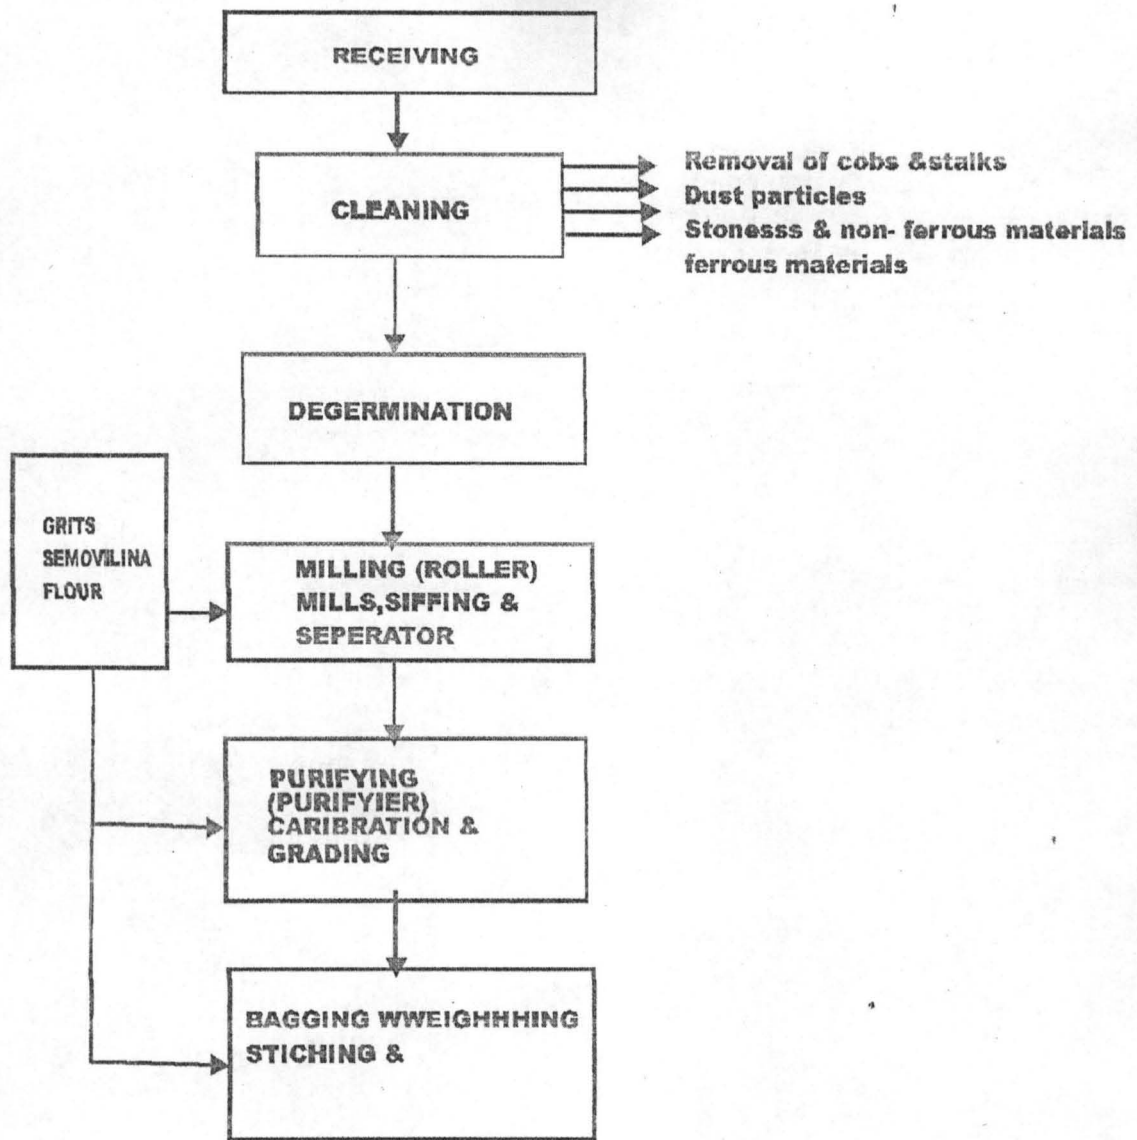 RECEIVING
CLEANING
Removal of cobs &stalks
Dust particles
Stonesss & non- ferrous materials
ferrous materials
DEGERMINATION
GRITS
SEMOVILINA
FLOUR
MILLING (ROLLER)
MILLS,SIFFING &
SEPERATOR
PURIFYING
(PURIFYIER)
CARIBRATION &
GRADING
BAGGING WWEIGHHHING
STICHING &